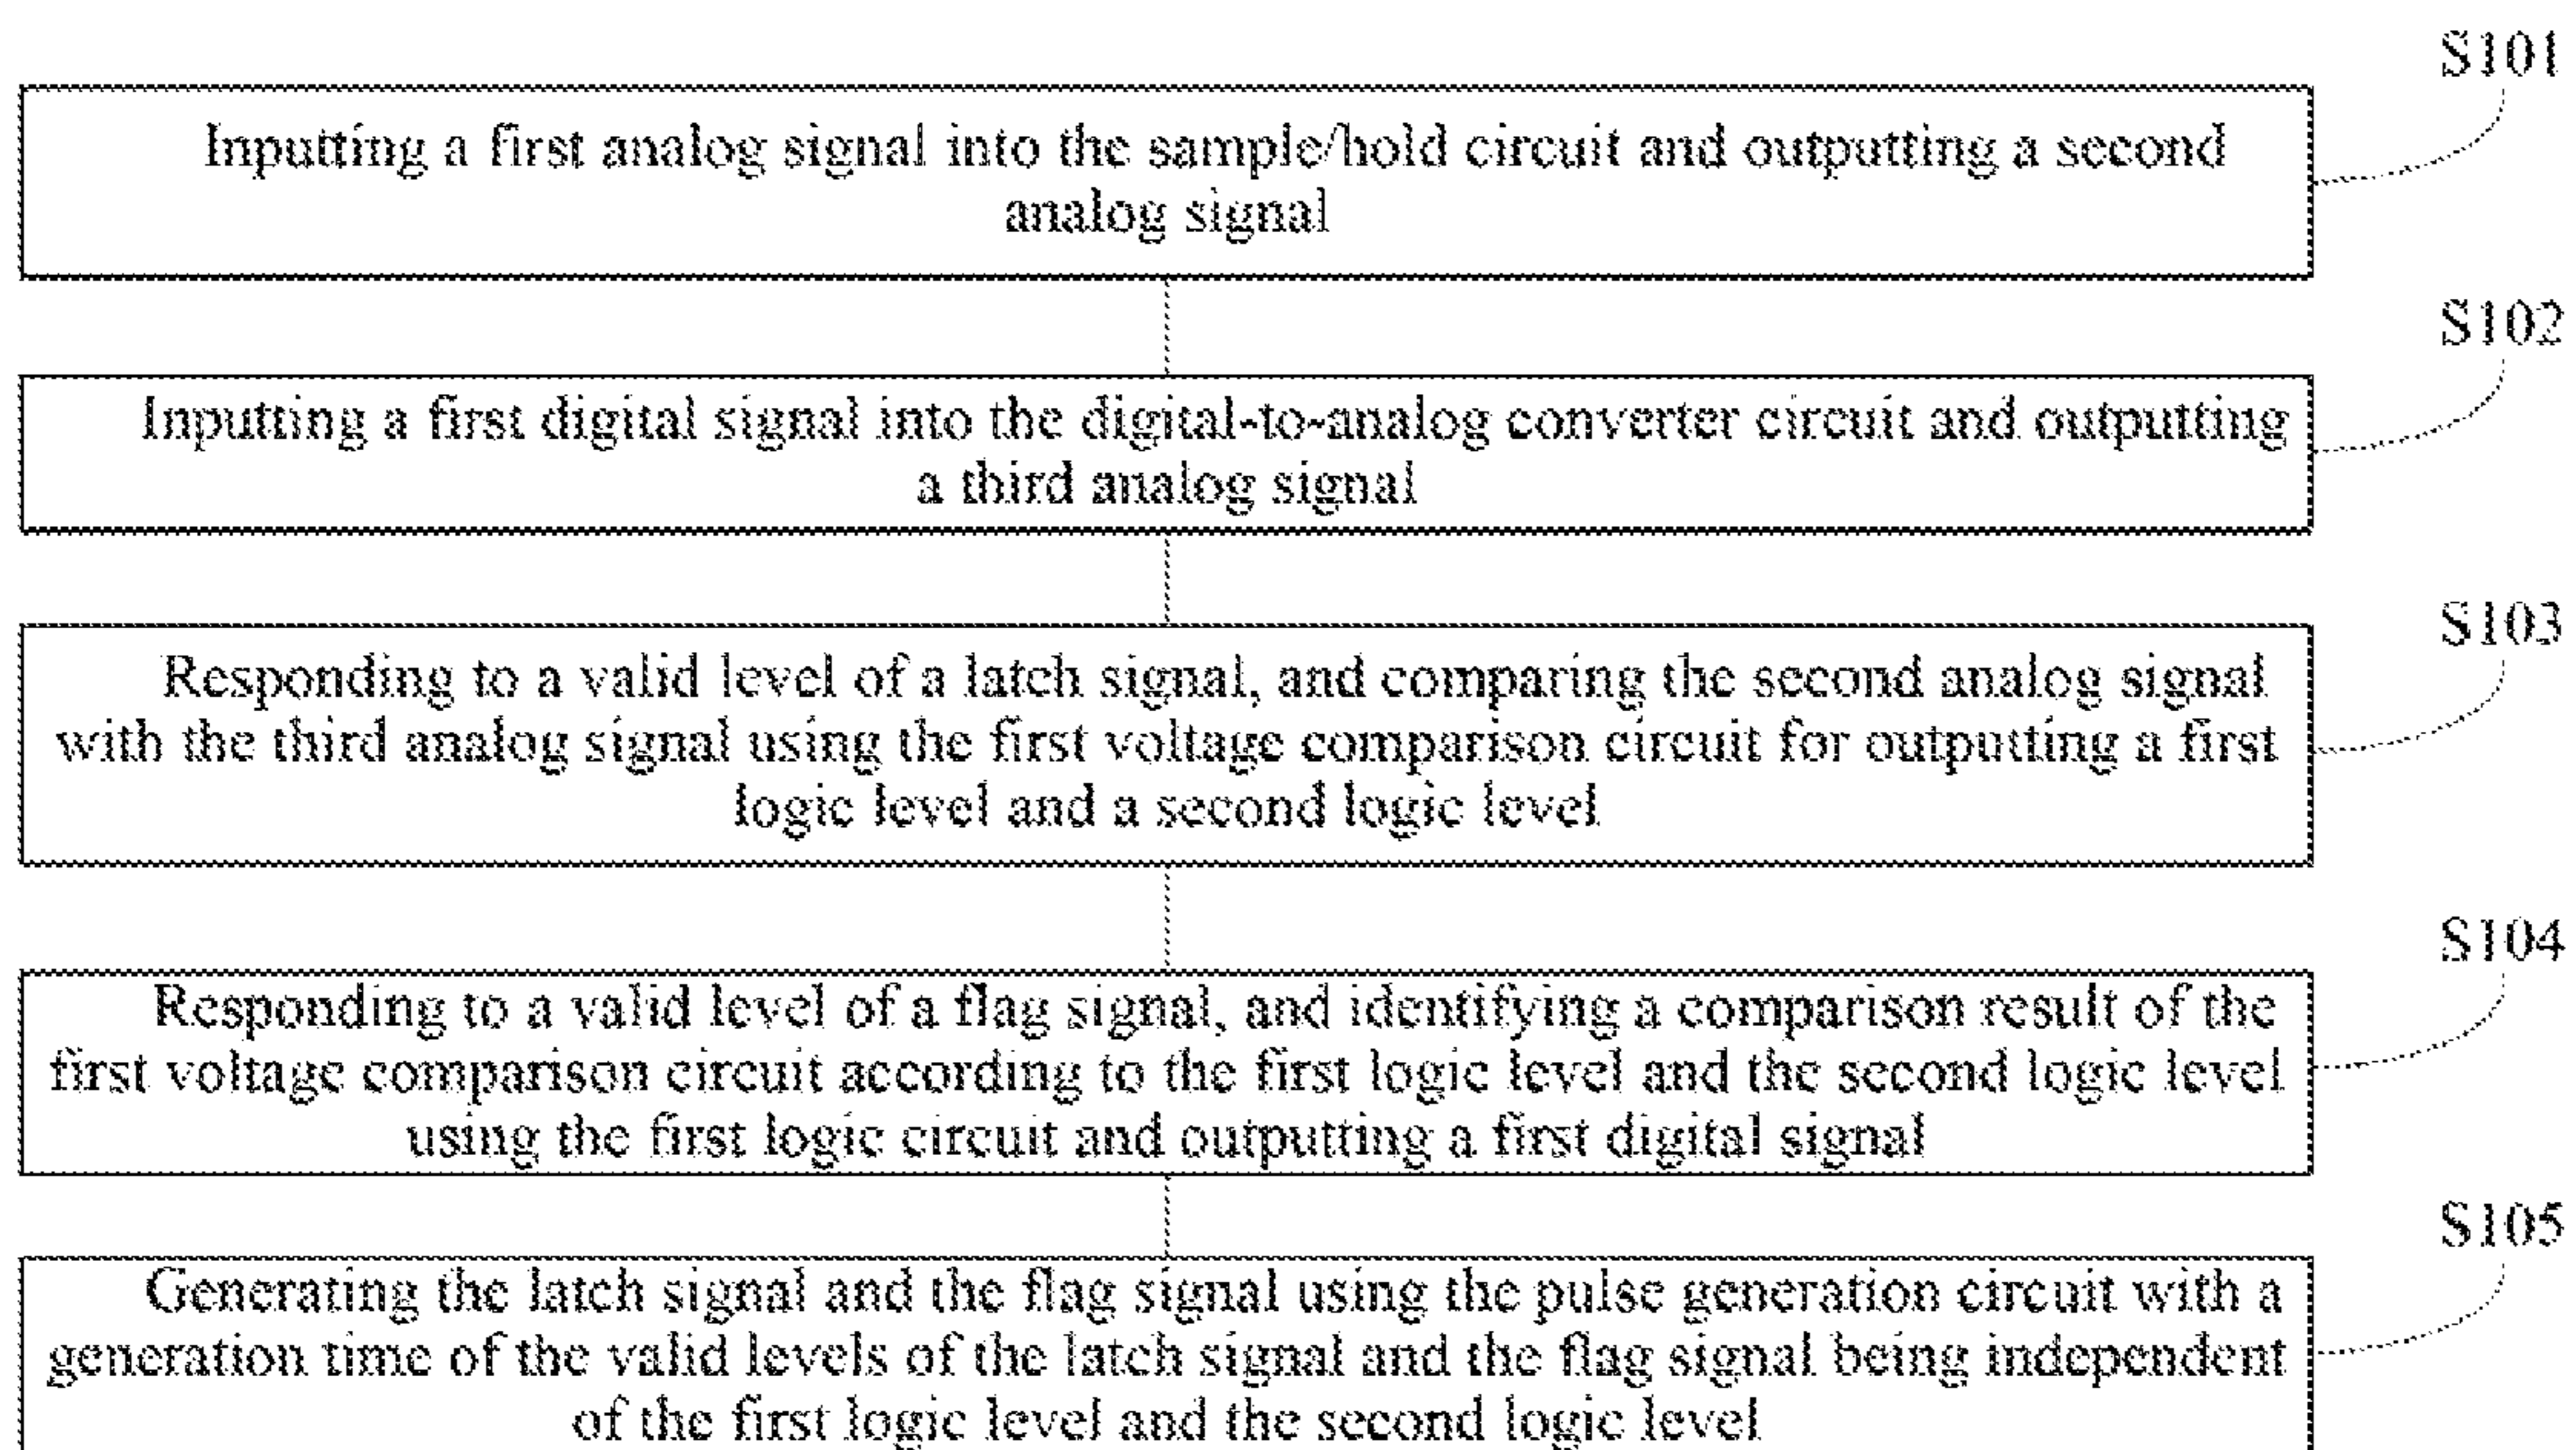 S101
Inputting a first analog signal into the sample/hold circuit and outputting a second
analog signal
S102
Inputting a first digital signal into the digital-to-analog converter circuit and outputting
a third analog signal
S103
Responding to a valid level of a latch signal, and comparing the second analog signal
with the third analog signal using the first voltage comparison circuit for outputting a first
logic level and a second logic level
S104
Responding to a valid level of a flag signal, and identifying a comparison result of the
first voltage comparison circuit according to the first logic level and the second logic level
using the first logic circuit and outputting a first digital signal
S105
Generating the latch signal and the flag signal using the pulse generation circuit with a
generation time of the valid levels of the latch signal and the flag signal being independent
of the first logic level and the second logic level